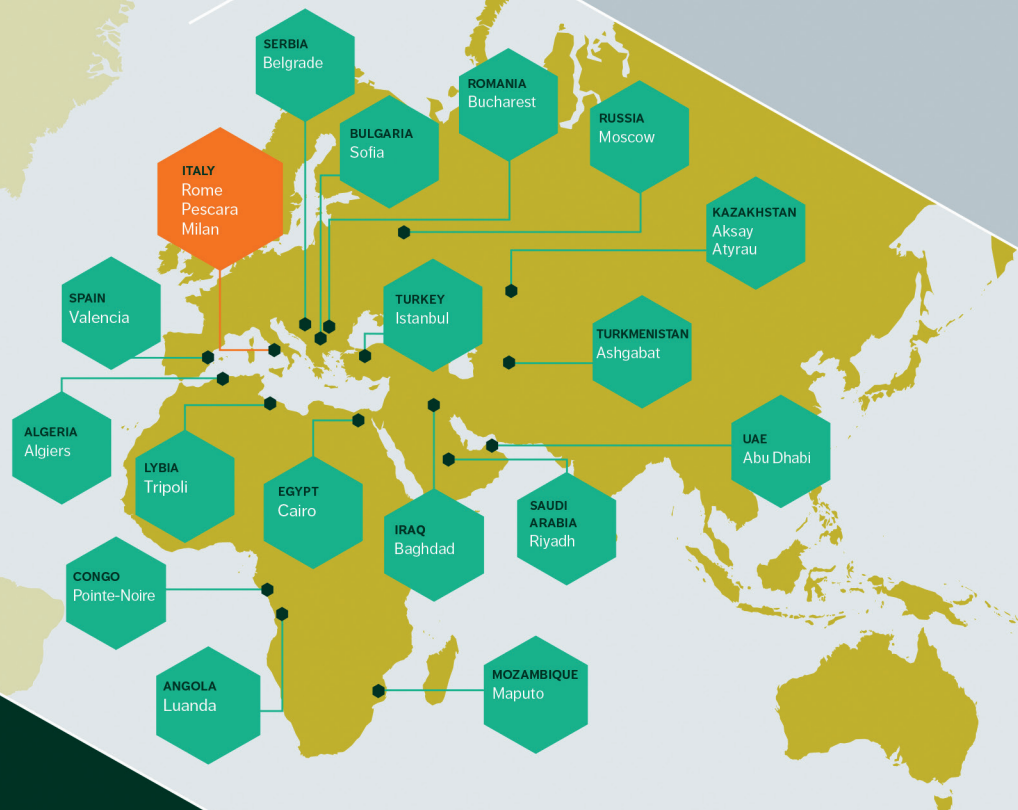 SERBIA
Belgrade
ROMANIA
Bucharest
BULGARIA
Sofia
RUSSIA
Moscow
ITALY
Rome
Pescara
Milan
KAZAKHSTAN
Aksay
Atyrau
SPAIN
Valencia
TURKEY
Istanbul
TURKMENISTAN
Ashgabat
ALGERIA
Algiers
LYBIA
Tripoli
EGYPT
Cairo
IRAQ
Baghdad
SAUDI
ARABIA
Riyadh
UAE
Abu Dhabi
CONGO
Pointe-Noire
ANGOLA
Luanda
MOZAMBIQUE
Maputo